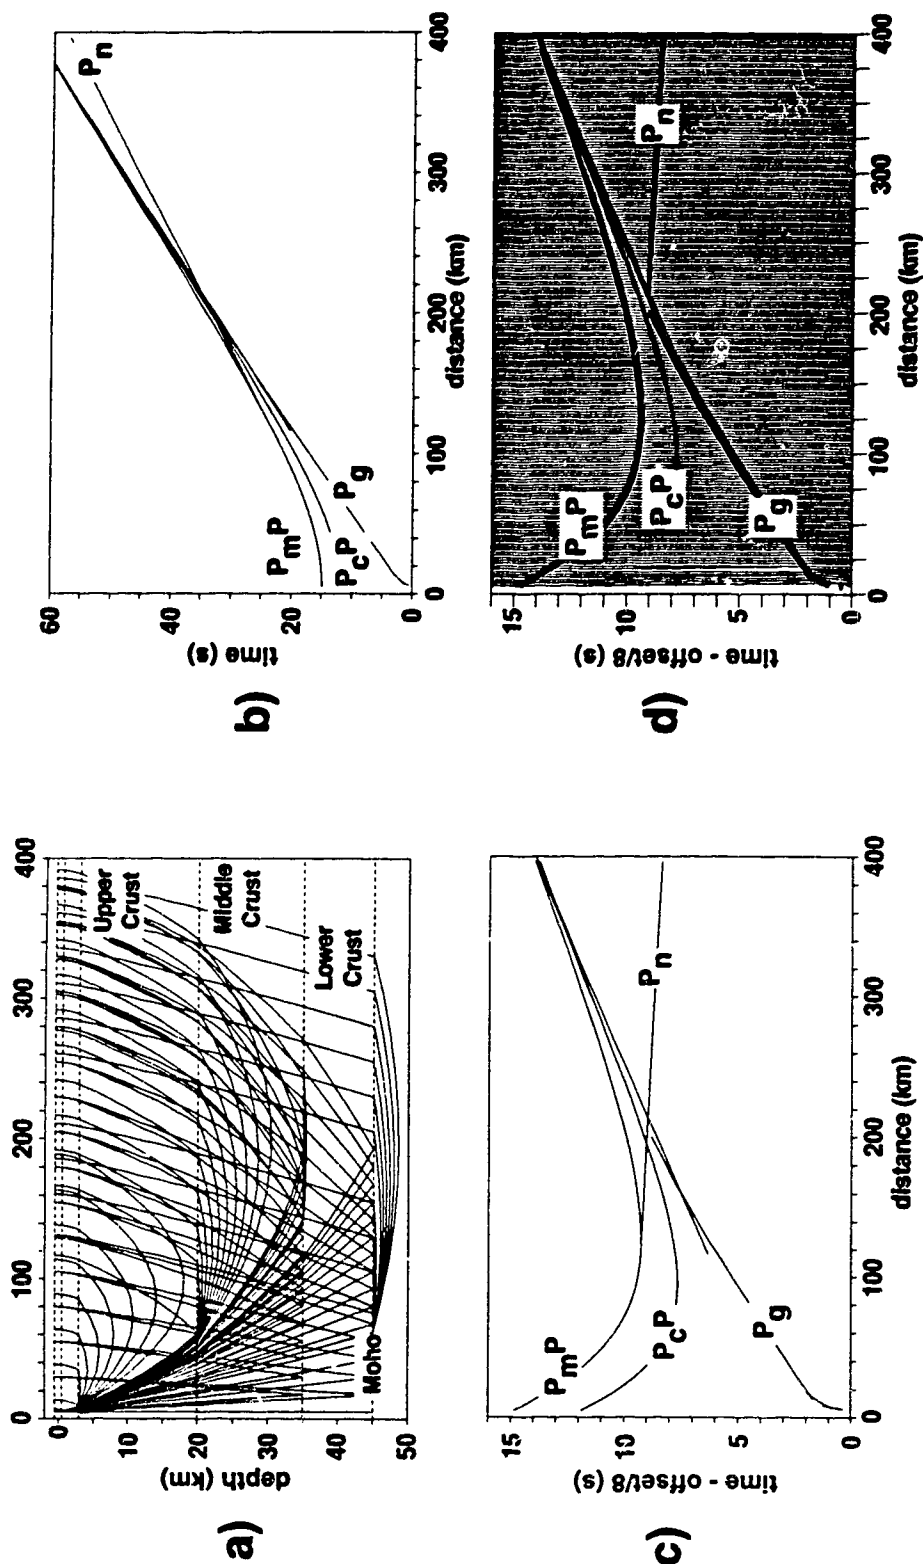 a)
0
100
200
300
400
0
10
20
30
40
50
depth (km)
Upper
Crust
Middle
Crust
Lower
Crust
Moho
b)
60
40
20
0
time (s)
PmP
PcP
Pg
Pn
0
100
200
300
400
distance (km)
c)
15
10
5
0
time - offset/8 (s)
PmP
PcP
Pg
Pn
0
100
200
300
400
distance (km)
d)
15
10
5
0
time - offset/8 (s)
PmP
PcP
Pg
Pn
0
100
200
300
400
distance (km)